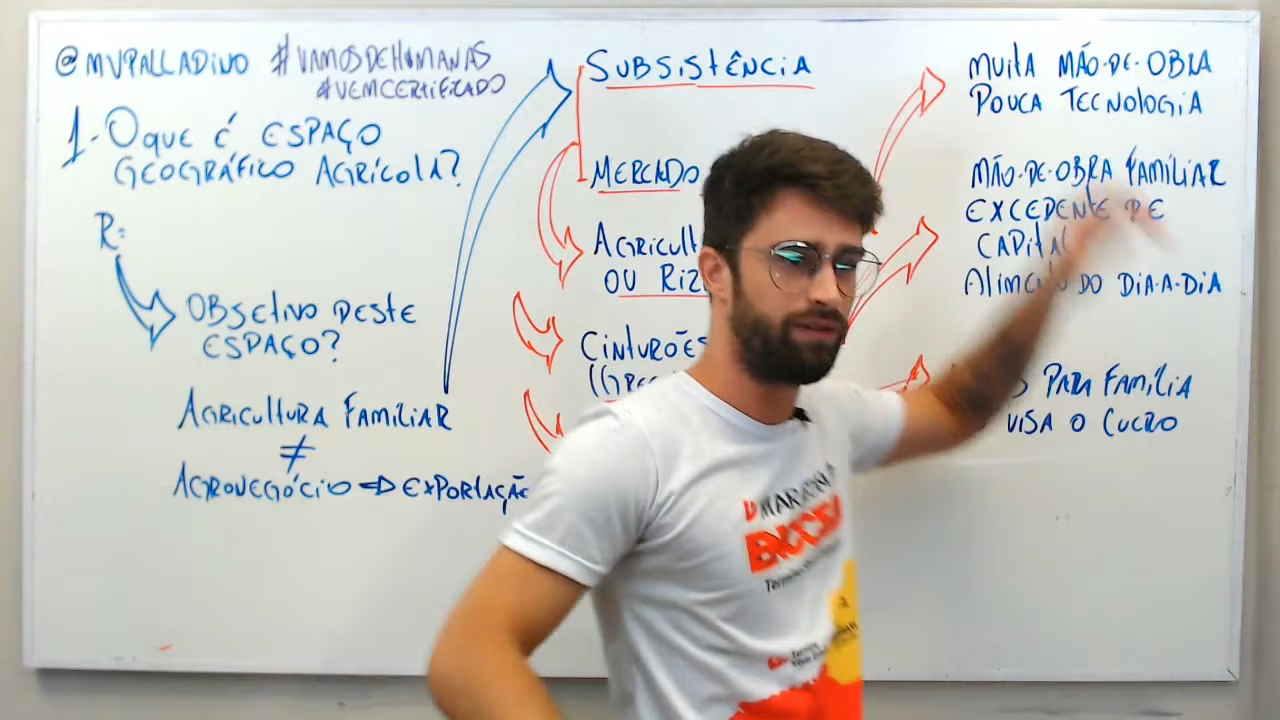 @MVPALLADINO #VAMOSDEHUMANAS
#VEMCERTIFICADO
1- O que é ESPAÇO
GEOGRÁFICO AGRÍCOLA?
R:
OBJETIVO DESTE
ESPAÇO?
AGRICULTURA FAMILIAR
≠
AGRONEGÓCIO => EXPORTAÇÃO
SUBSISTÊNCIA
MERCADO
AGRICULT
OU RIZ
CINTURÕES
MUITA MÃO-DE-OBRA
POUCA TECNOLOGIA
MÃO-DE-OBRA FAMILIAR
EXCEDENTE DE
CAPITAL
ALIMENTO DO DIA-A-DIA
PARA FAMÍLIA
VISA O LUCRO
MARATONA
ENCCEJA